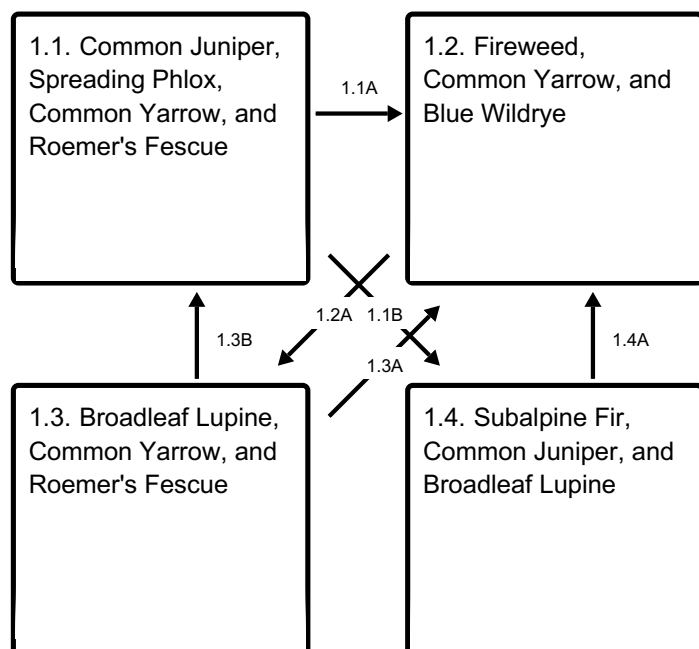 1.1. Common Juniper,
Spreading Phlox,
Common Yarrow, and
Roemer's Fescue
1.1A
1.2. Fireweed,
Common Yarrow, and
Blue Wildrye
1.2A
1.1B
1.3B
1.3A
1.4A
1.3. Broadleaf Lupine,
Common Yarrow, and
Roemer's Fescue
1.4. Subalpine Fir,
Common Juniper, and
Broadleaf Lupine